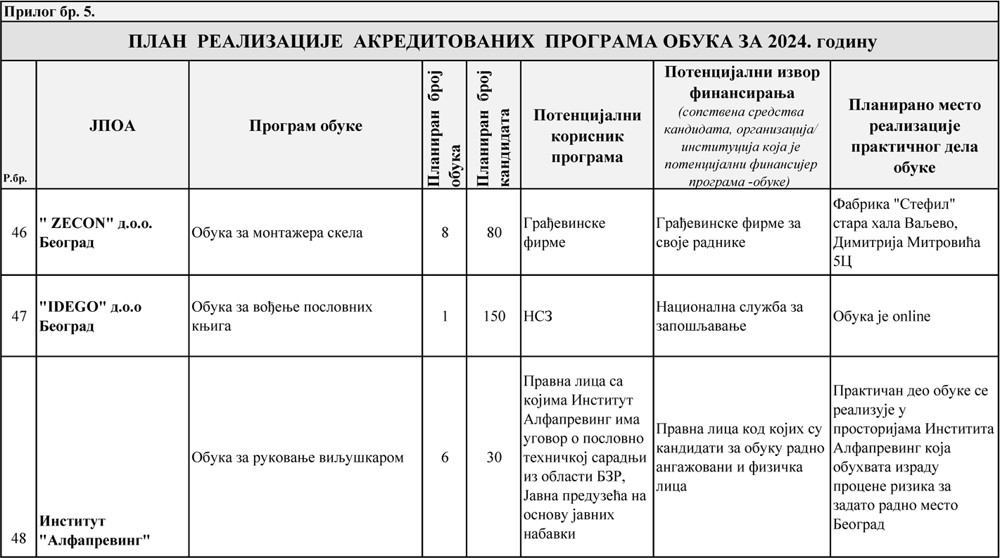 Прилог бр. 5.
ПЛАН РЕАЛИЗАЦИЈЕ АКРЕДИТОВАНИХ ПРОГРАМА ОБУКА ЗА 2024. годину
Р.бр.
ЈПОА
Програм обуке
Планиран број
обука
Планиран број
кандидата
Потенцијални
корисник
програма
Потенцијални извор
финансирања
(сопствена средства
кандидата, организација/
институција која је
потенцијални финансијер
програма -обуке)
Планирано место
реализације
практичног дела
обуке
46
" ZECON" д.о.о.
Београд
Обука за монтажера скела
8
80
Грађевинске
фирме
Грађевинске фирме за
своје раднике
Фабрика "Стефил"
стара хала Ваљево,
Димитрија Митровића
5Ц
47
"IDEGO" д.о.о
Београд
Обука за вођење пословних
књига
1
150
НСЗ
Национална служба за
запошљавање
Обука је online
48
Институт
"Алфапревинг"
Обука за руковање виљушкаром
6
30
Правна лица са
којима Институт
Алфапревинг има
уговор о пословно
техничкој сарадњи
из области БЗР,
Јавна предузећа на
основу јавних
набавки
Правна лица код којих су
кандидати за обуку радно
ангажовани и физичка
лица
Практичан део обуке се
реализује у
просторијама Инститита
Алфапревинг која
обухвата израду
процене ризика за
задато радно место
Београд